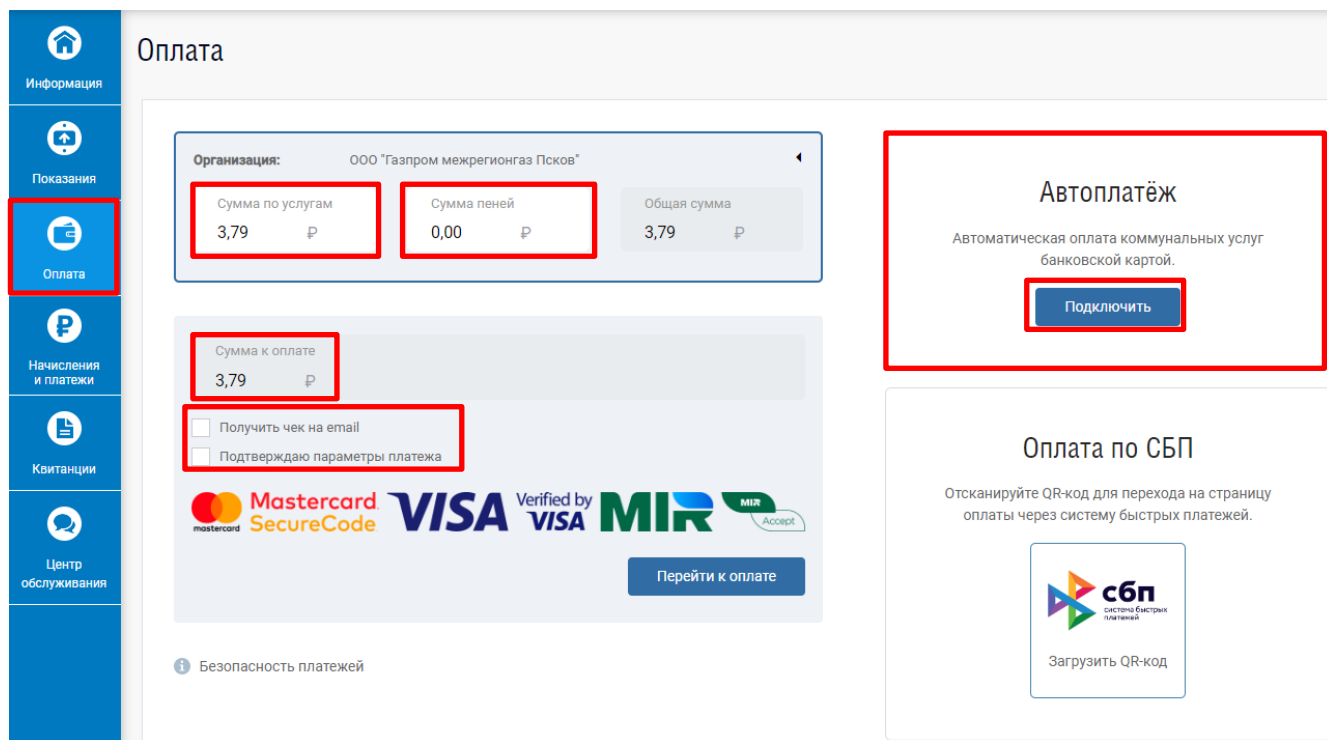 Информация
Показания
Оплата
Начисления
и платежи
Квитанции
Центр
обслуживания
Оплата
Организация: ООО "Газпром межрегионгаз Псков"
Сумма по услугам Сумма пеней Общая сумма
3,79 ₽ 0,00 ₽ 3,79 ₽
Сумма к оплате
3,79 ₽
Получить чек на email
Подтверждаю параметры платежа
mastercard
Mastercard.
SecureCode
VISA
Verified by
VISA
MIR
MIR
Accept
Перейти к оплате
Безопасность платежей
Автоплатёж
Автоматическая оплата коммунальных услуг
банковской картой.
Подключить
Оплата по СБП
Отсканируйте QR-код для перехода на страницу
оплаты через систему быстрых платежей.
сбп
система быстрых
платежей
Загрузить QR-код